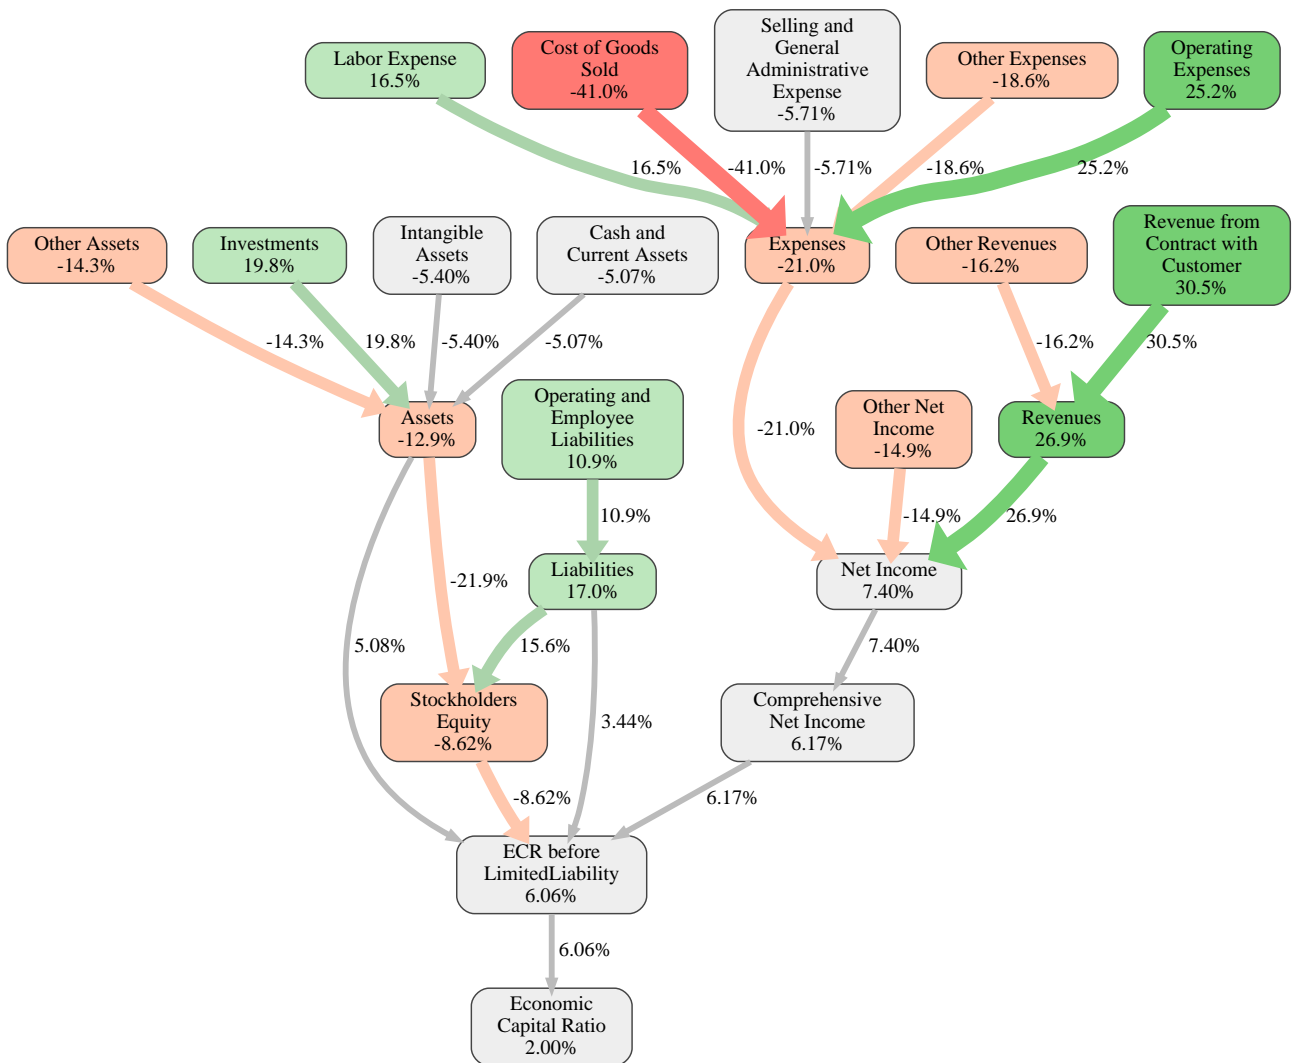 Labor Expense
16.5%
Cost of Goods
Sold
-41.0%
Selling and
General
Administrative
Expense
-5.71%
Other Expenses
-18.6%
Operating
Expenses
25.2%
16.5%
-41.0%
-5.71%
-18.6%
25.2%
Other Assets
-14.3%
Investments
19.8%
Intangible
Assets
-5.40%
Cash and
Current Assets
-5.07%
Expenses
-21.0%
Other Revenues
-16.2%
Revenue from
Contract with
Customer
30.5%
-14.3%
19.8%
-5.40%
-5.07%
-16.2%
30.5%
Assets
-12.9%
Operating and
Employee
Liabilities
10.9%
-21.0%
Other Net
Income
-14.9%
Revenues
26.9%
10.9%
-14.9%
26.9%
-21.9%
Liabilities
17.0%
Net Income
7.40%
5.08%
15.6%
7.40%
Stockholders
Equity
-8.62%
3.44%
Comprehensive
Net Income
6.17%
-8.62%
6.17%
ECR before
LimitedLiability
6.06%
6.06%
Economic
Capital Ratio
2.00%